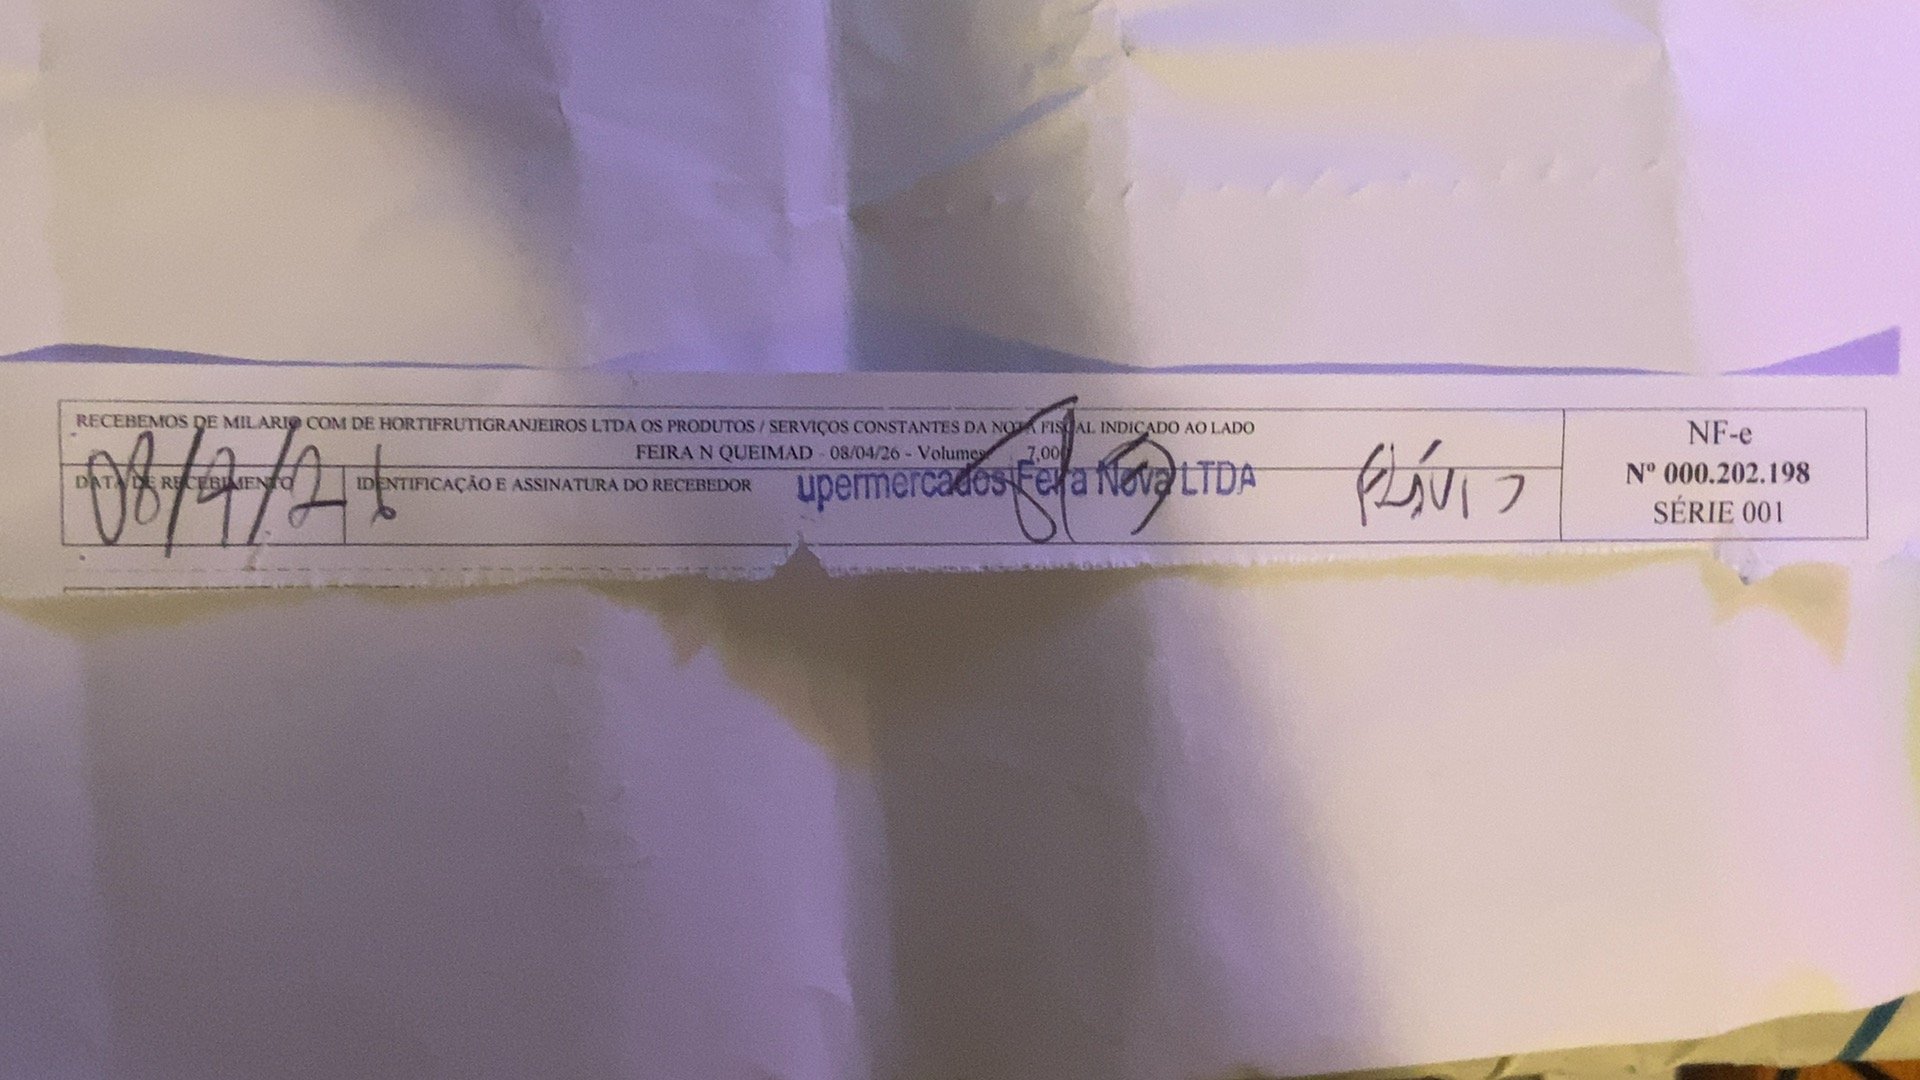 RECEBEMOS DE MILARIO COM DE HORTIFRUTIGRANJEIROS LTDA OS PRODUTOS / SERVIÇOS CONSTANTES DA NOTA FISCAL INDICADO AO LADO
FEIRA N QUEIMAD - 08/04/26 - Volumes 7,000
DATA DE RECEBIMENTO
08/4/26
IDENTIFICAÇÃO E ASSINATURA DO RECEBEDOR
upermercados Feira Nova LTDA
FLÁVIO
NF-e
Nº 000.202.198
SÉRIE 001